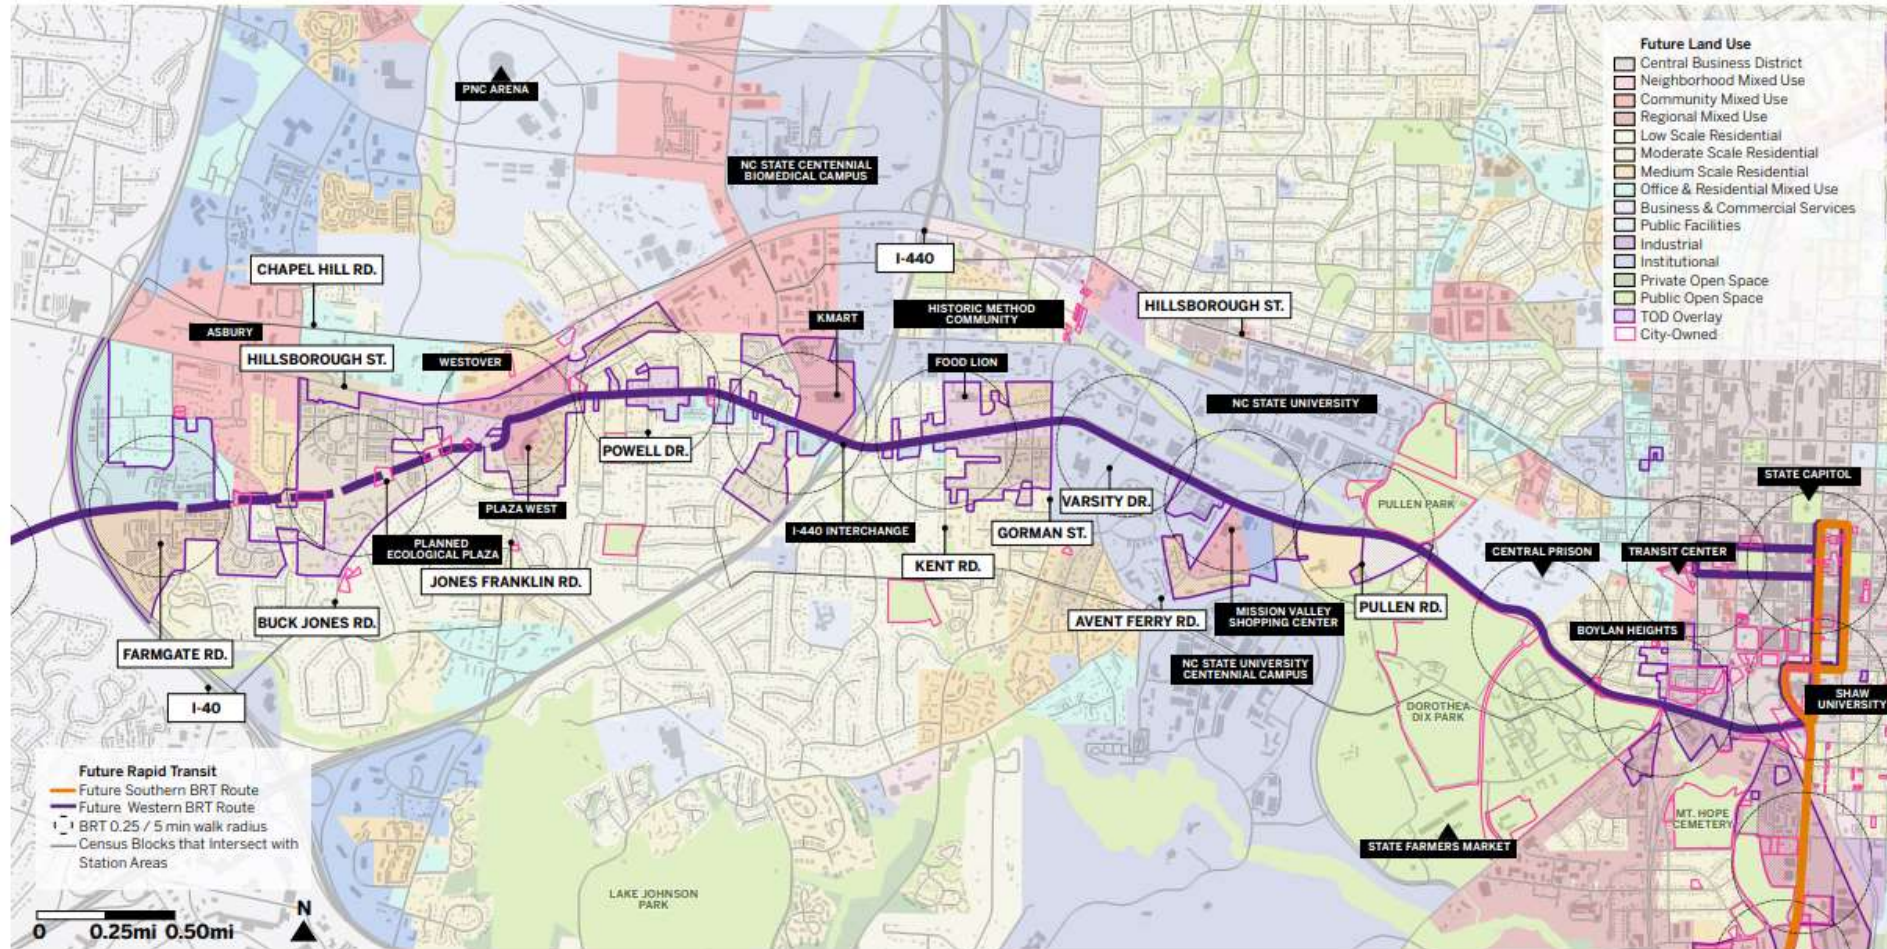 PNC ARENA
NC STATE CENTENNIAL
BIOMEDICAL CAMPUS
Future Land Use
Central Business District
Neighborhood Mixed Use
Community Mixed Use
Regional Mixed Use
Low Scale Residential
Moderate Scale Residential
Medium Scale Residential
Office & Residential Mixed Use
Business & Commercial Services
Public Facilities
Industrial
Institutional
Private Open Space
Public Open Space
TOD Overlay
City-Owned
I-440
CHAPEL HILL RD.
HILLSBOROUGH ST.
HISTORIC METHOD
COMMUNITY
KMART
ASBURY
HILLSBOROUGH ST.
WESTOVER
FOOD LION
NC STATE UNIVERSITY
POWELL DR.
STATE CAPITOL
VARSITY DR.
PULLEN PARK
PLAZA WEST
I-440 INTERCHANGE
GORMAN ST.
PLANNED
ECOLOGICAL PLAZA
CENTRAL PRISON
TRANSIT CENTER
KENT RD.
JONES FRANKLIN RD.
PULLEN RD.
BUCK JONES RD.
AVENT FERRY RD.
MISSION VALLEY
SHOPPING CENTER
BOYLAN HEIGHTS
FARMGATE RD.
NC STATE UNIVERSITY
CENTENNIAL CAMPUS
SHAW
UNIVERSITY
I-40
DOROTHEA
DIX PARK
Future Rapid Transit
Future Southern BRT Route
Future Western BRT Route
BRT 0.25 / 5 min walk radius
Census Blocks that Intersect with
Station Areas
MT. HOPE
CEMETERY
STATE FARMERS MARKET
LAKE JOHNSON
PARK
N
0 0.25mi 0.50mi